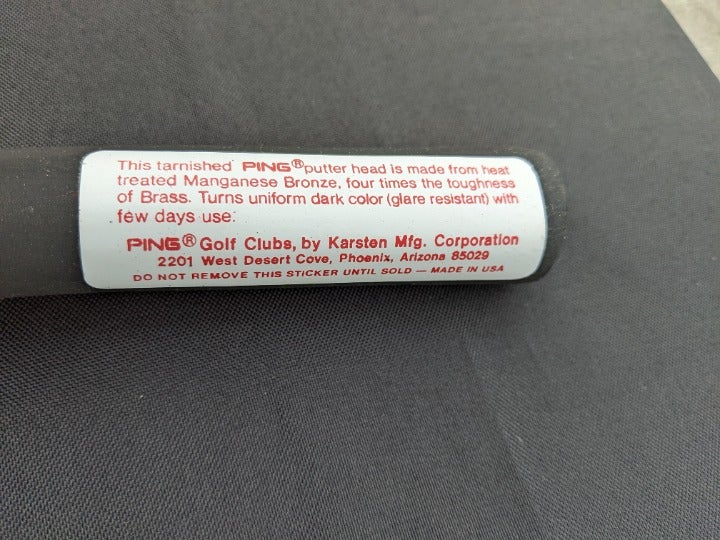 This tarnished PING® putter head is made from heat
treated Manganese Bronze, four times the toughness
of Brass. Turns uniform dark color (glare resistant) with
few days use.
PING® Golf Clubs, by Karsten Mfg. Corporation
2201 West Desert Cove, Phoenix, Arizona 85029
DO NOT REMOVE THIS STICKER UNTIL SOLD — MADE IN USA